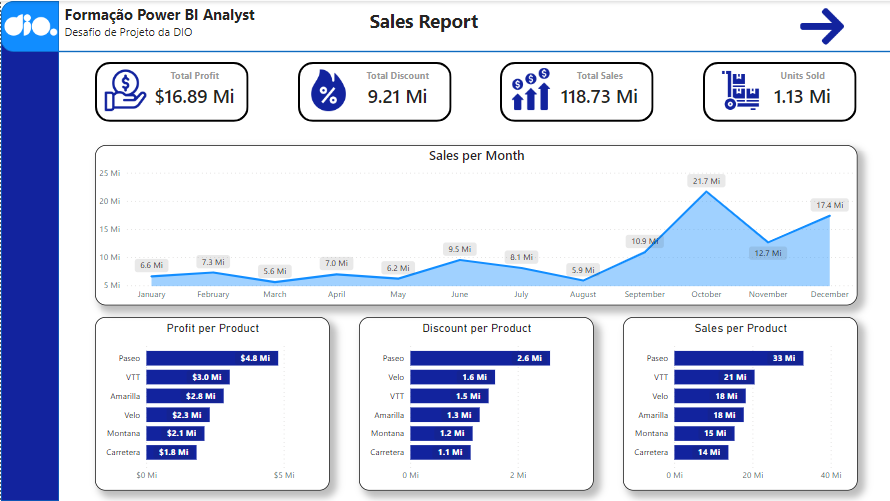 dio.
Formação Power BI Analyst
Desafio de Projeto da DIO
Sales Report
Total Profit
$16.89 Mi
%
Total Discount
9.21 Mi
Total Sales
118.73 Mi
Units Sold
1.13 Mi
Sales per Month
25 Mi
20 Mi
15 Mi
10 Mi
5 Mi
6.6 Mi
7.3 Mi
5.6 Mi
7.0 Mi
6.2 Mi
9.5 Mi
8.1 Mi
5.9 Mi
10.9 Mi
21.7 Mi
12.7 Mi
17.4 Mi
January
February
March
April
May
June
July
August
September
October
November
December
Profit per Product
Paseo $4.8 Mi
VTT $3.0 Mi
Amarilla $2.8 Mi
Velo $2.3 Mi
Montana $2.1 Mi
Carretera $1.8 Mi
$0 Mi $5 Mi
Discount per Product
Paseo 2.6 Mi
Velo 1.6 Mi
VTT 1.5 Mi
Amarilla 1.3 Mi
Montana 1.2 Mi
Carretera 1.1 Mi
0 Mi 2 Mi
Sales per Product
Paseo 33 Mi
VTT 21 Mi
Velo 18 Mi
Amarilla 18 Mi
Montana 15 Mi
Carretera 14 Mi
0 Mi 20 Mi 40 Mi